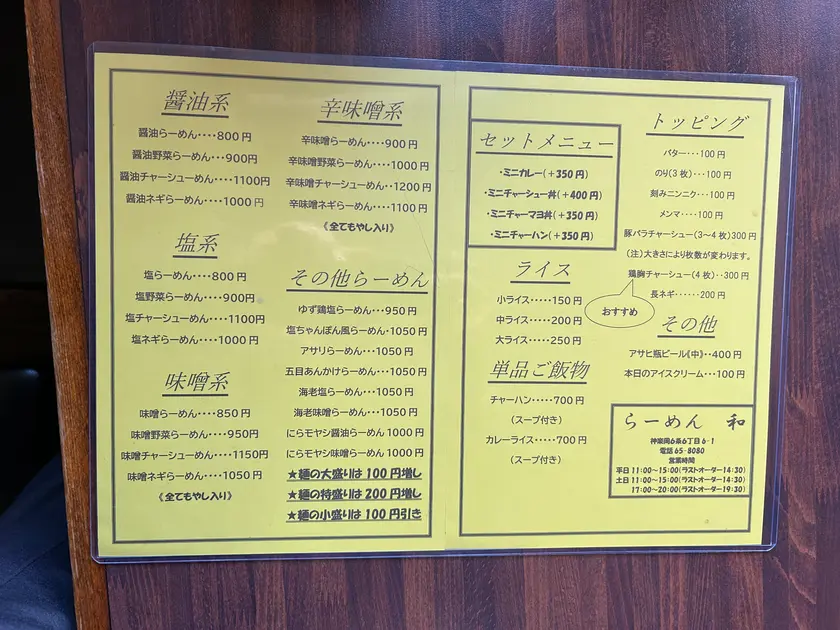 醤油系
醤油らーめん････800円
醤油野菜らーめん･･･900円
醤油チャーシューめん････1100円
醤油ネギらーめん････1000円
塩系
塩らーめん････800円
塩野菜らーめん････900円
塩チャーシューめん････1100円
塩ネギらーめん････1000円
味噌系
味噌らーめん････850円
味噌野菜らーめん････950円
味噌チャーシューめん････1150円
味噌ネギらーめん････1050円
《全てもやし入り》
辛味噌系
辛味噌らーめん････900円
辛味噌野菜らーめん････1000円
辛味噌チャーシューめん･･1200円
辛味噌ネギらーめん････1100円
《全てもやし入り》
その他らーめん
ゆず鶏塩らーめん･･･950円
塩ちゃんぽん風らーめん･1050円
アサリらーめん･･･1050円
五目あんかけらーめん････1050円
海老塩らーめん････1050円
海老味噌らーめん････1050円
にらモヤシ醤油らーめん 1000円
にらモヤシ味噌らーめん 1000円
★麺の大盛りは100円増し
★麺の特盛りは200円増し
★麺の小盛りは100円引き
セットメニュー
･ミニカレー(+350円)
･ミニチャーシュー丼(+400円)
･ミニチャーマヨ丼(+350円)
･ミニチャーハン(+350円)
ライス
小ライス･････150円
中ライス･････200円
大ライス･････250円
単品ご飯物
チャーハン･････700円
(スープ付き)
カレーライス･････700円
(スープ付き)
トッピング
バター･･･100円
のり(3枚)･･･100円
刻みニンニク･･･100円
メンマ････100円
豚バラチャーシュー(3～4枚)300円
(注)大きさにより枚数が変わります。
鶏胸チャーシュー(4枚)･･300円
おすすめ
長ネギ･････200円
その他
アサヒ瓶ビール《中》･･400円
本日のアイスクリーム･･･100円
らーめん 和
神楽岡6条6丁目6-1
電話65-8080
営業時間
平日11:00～15:00(ラストオーダー14:30)
土日11:00～15:00(ラストオーダー14:30)
17:00～20:00(ラストオーダー19:30)